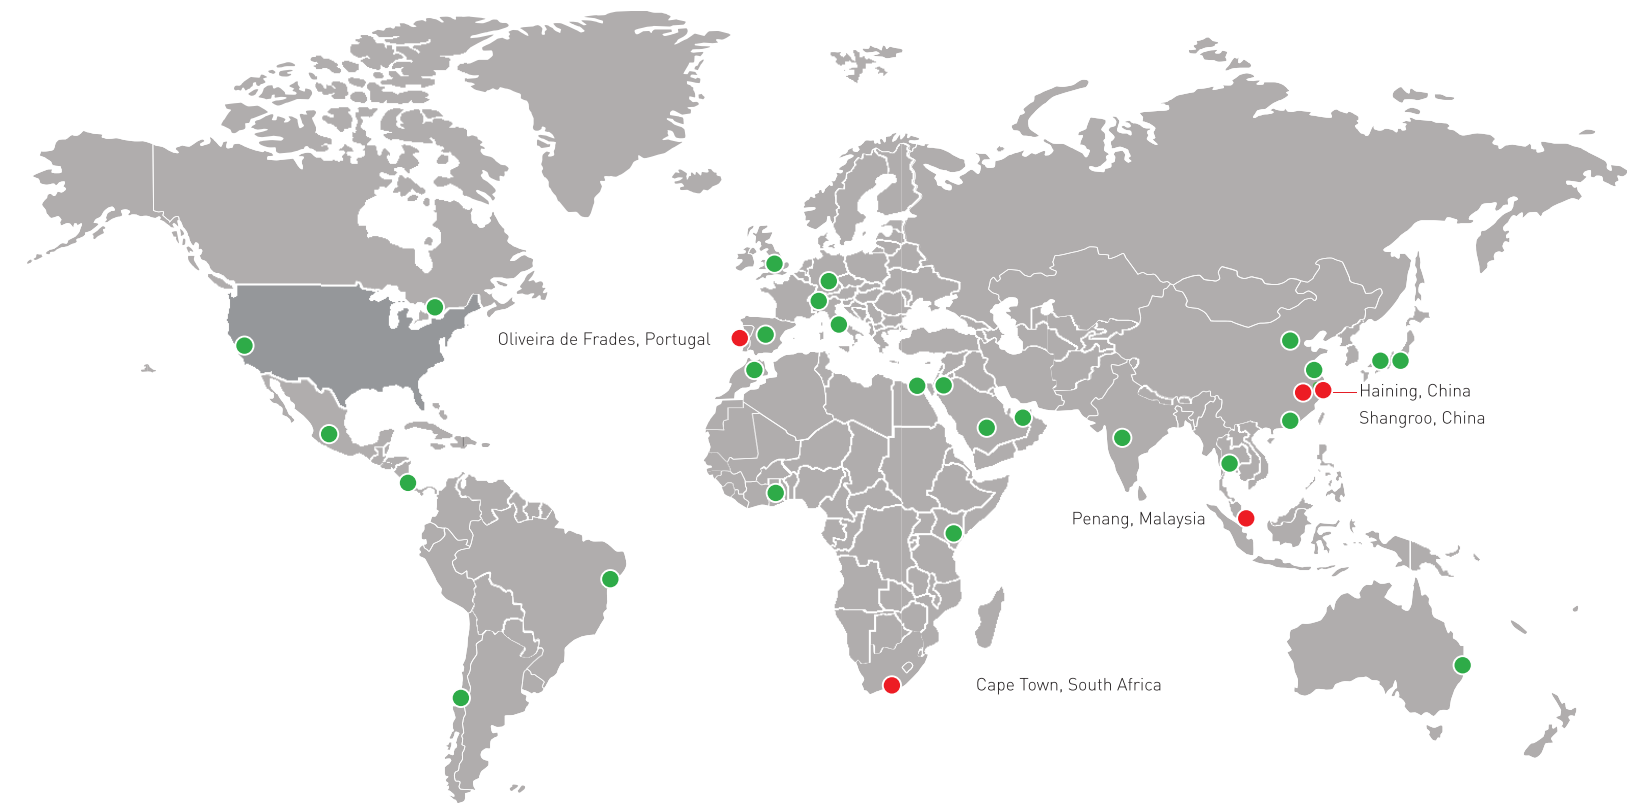 Oliveira de Frades, Portugal
Haining, China
Shangroo, China
Penang, Malaysia
Cape Town, South Africa